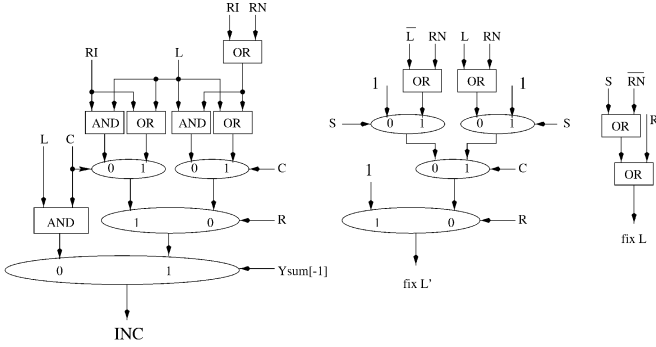 RI RN
OR
RI
L
AND
OR
AND
OR
L
C
0 1
0 1
C
AND
1 0
R
0 1
Ysum[-1]
INC
L RN
L RN
OR
OR
1
1
S
0 1
0 1
S
1
0 1
C
1 0
R
fix L'
S RN
OR
R
OR
fix L